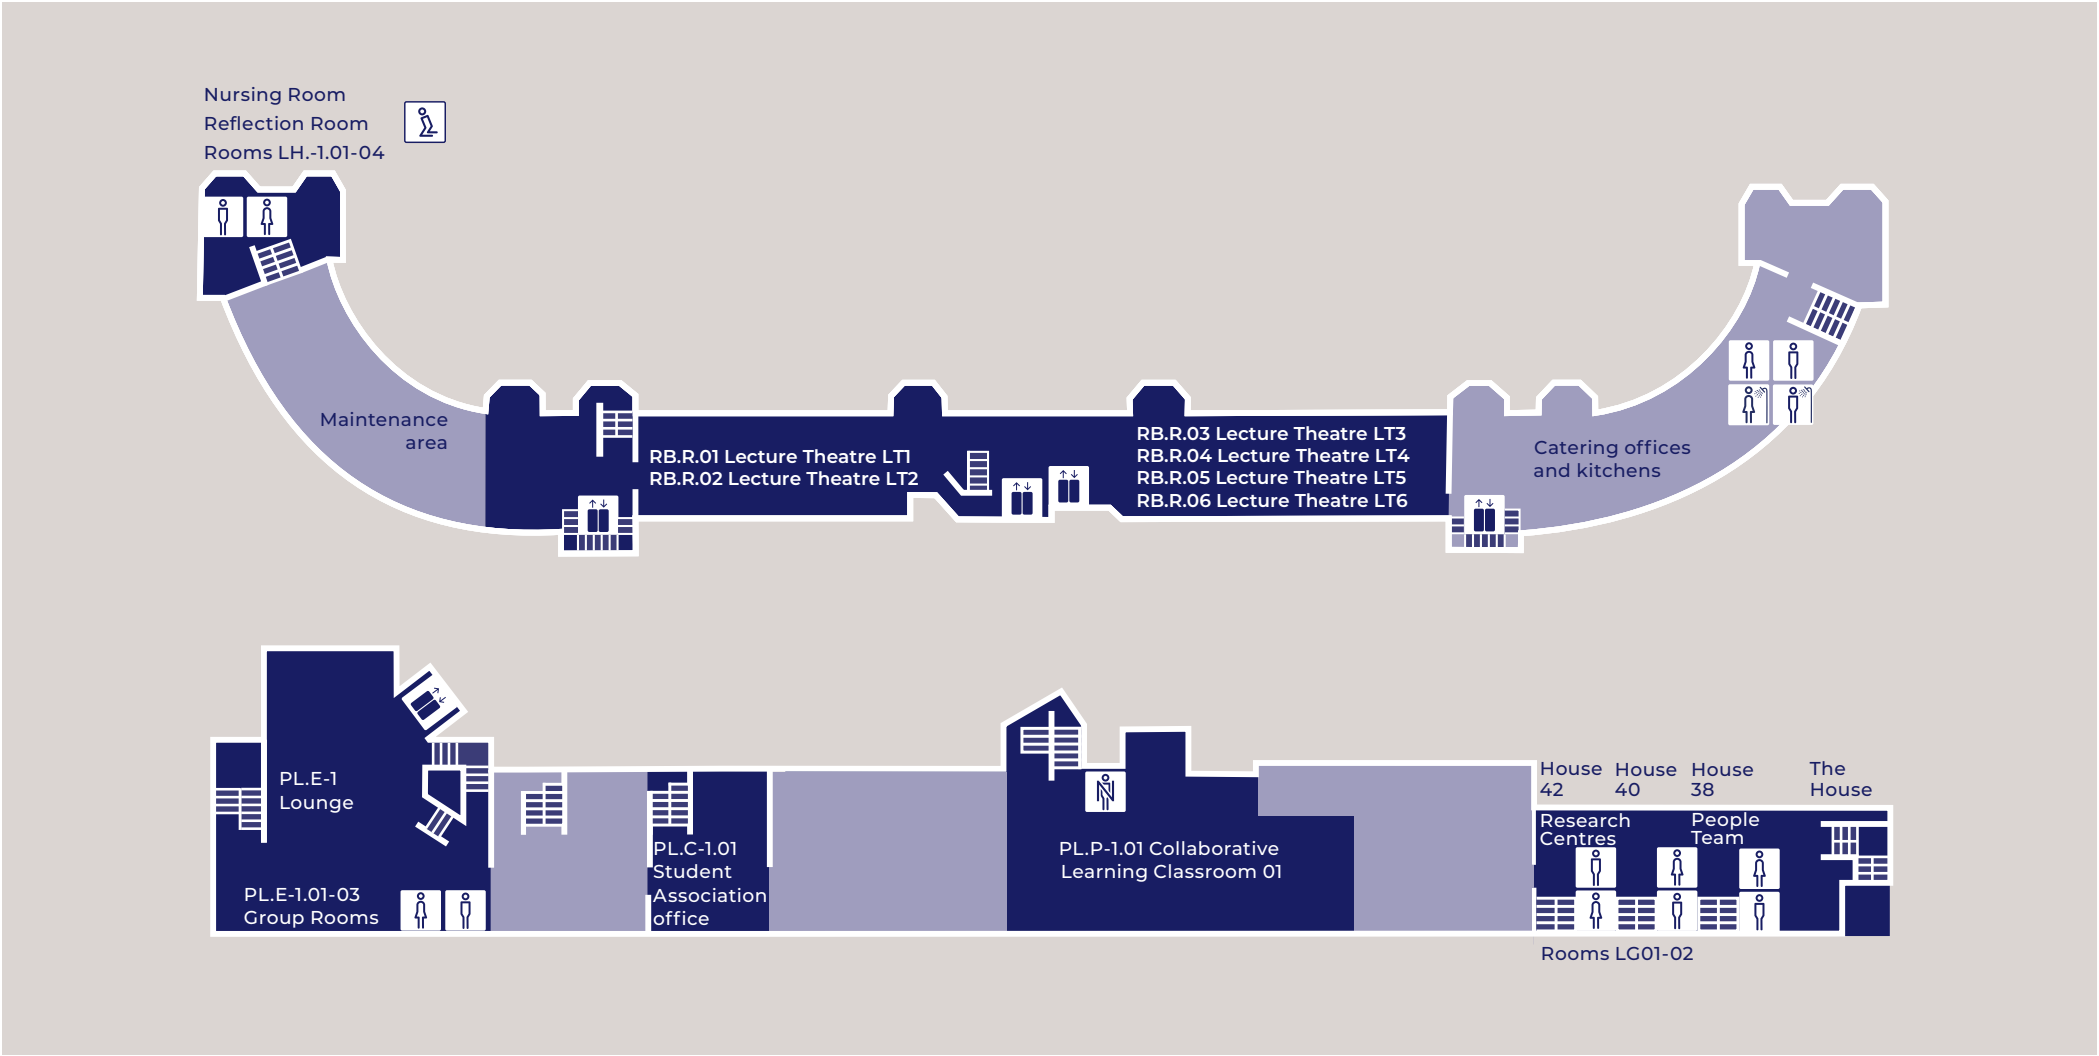 Nursing Room
Reflection Room
Rooms LH.-1.01-04
Maintenance
area
RB.R.01 Lecture Theatre LT1
RB.R.02 Lecture Theatre LT2
RB.R.03 Lecture Theatre LT3
RB.R.04 Lecture Theatre LT4
RB.R.05 Lecture Theatre LT5
RB.R.06 Lecture Theatre LT6
Catering offices
and kitchens
PL.E-1
Lounge
PL.E-1.01-03
Group Rooms
PL.C-1.01
Student
Association
office
PL.P-1.01 Collaborative
Learning Classroom 01
House
42
House
40
House
38
The
House
Research
Centres
People
Team
Rooms LG01-02